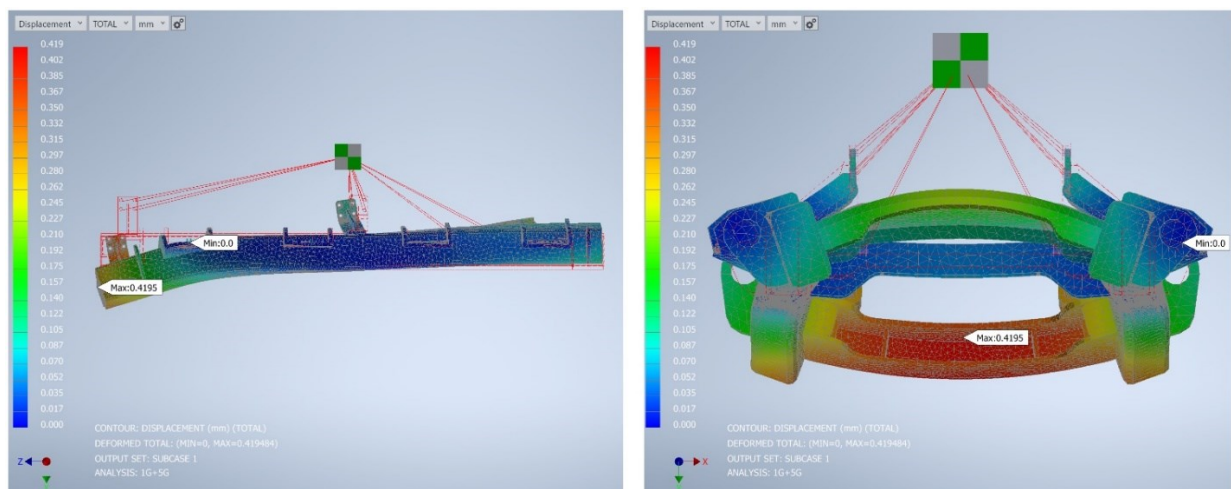 Displacement TOTAL mm
0.419
0.402
0.385
0.367
0.350
0.332
0.315
0.297
0.280
0.262
0.245
0.227
0.210
0.192
0.175
0.157
0.140
0.122
0.105
0.087
0.070
0.052
0.035
0.017
0.000
Min:0.0
Max:0.4195
CONTOUR: DISPLACEMENT (mm) (TOTAL)
DEFORMED TOTAL: (MIN=0, MAX=0.419484)
OUTPUT SET: SUBCASE 1
ANALYSIS: 1G+5G
Z
Y
Displacement TOTAL mm
0.419
0.402
0.385
0.367
0.350
0.332
0.315
0.297
0.280
0.262
0.245
0.227
0.210
0.192
0.175
0.157
0.140
0.122
0.105
0.087
0.070
0.052
0.035
0.017
0.000
Min:0.0
Max:0.4195
CONTOUR: DISPLACEMENT (mm) (TOTAL)
DEFORMED TOTAL: (MIN=0, MAX=0.419484)
OUTPUT SET: SUBCASE 1
ANALYSIS: 1G+5G
X
Y